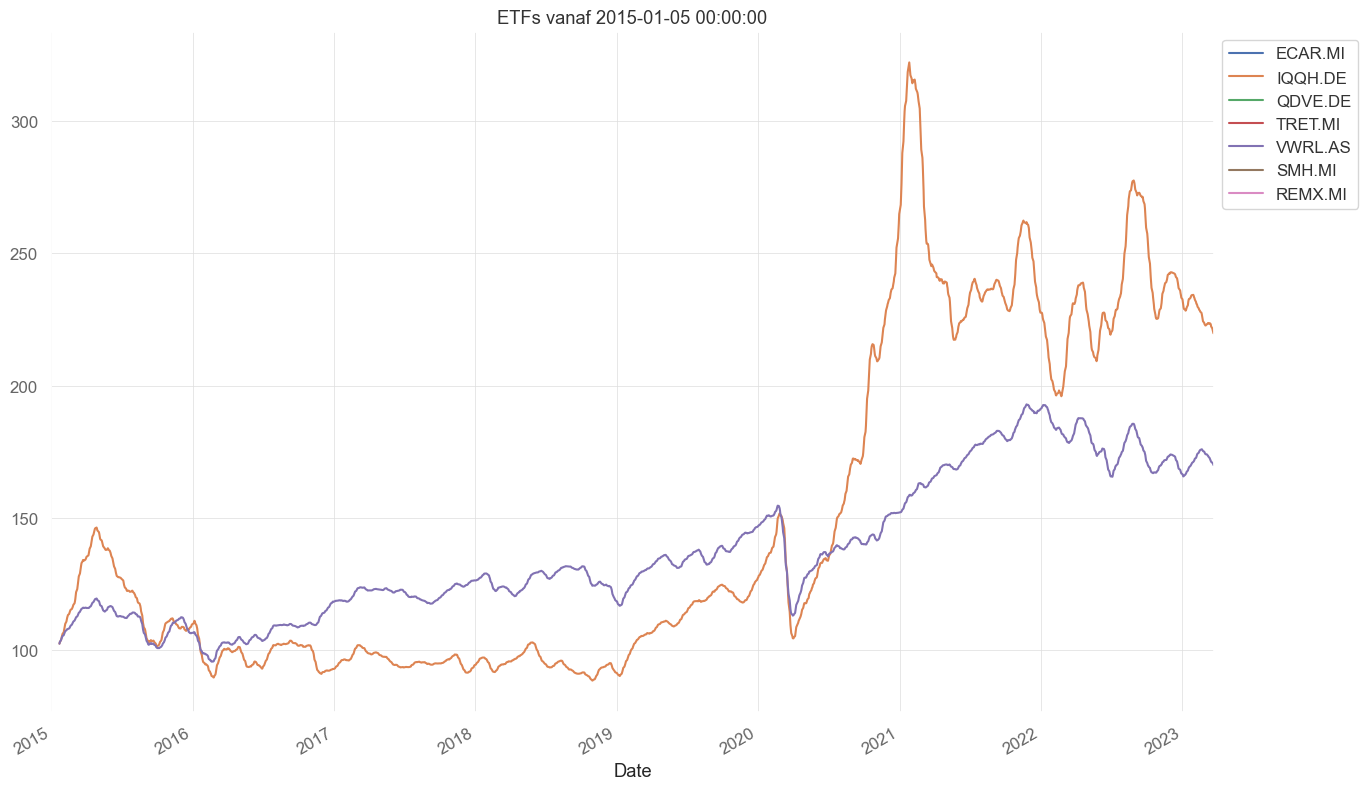 ETFs vanaf 2015-01-05 00:00:00
ECAR.MI
IQQH.DE
QDVE.DE
TRET.MI
VWRL.AS
SMH.MI
REMX.MI
300
250
200
150
100
2015
2016
2017
2018
2019
2020
2021
2022
2023
Date